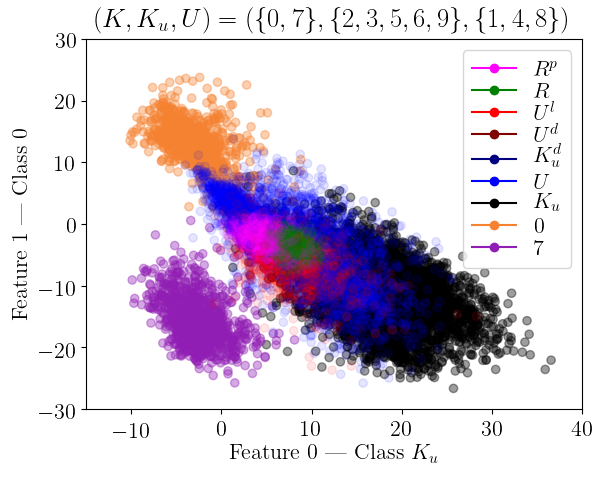 (K, K_u, U) = ({0, 7}, {2, 3, 5, 6, 9}, {1, 4, 8})
30
20
10
0
−10
−20
−30
Feature 1 — Class 0
R^p
R
U^l
U^d
K_u^d
U
K_u
0
7
−10
0
10
20
30
40
Feature 0 — Class K_u